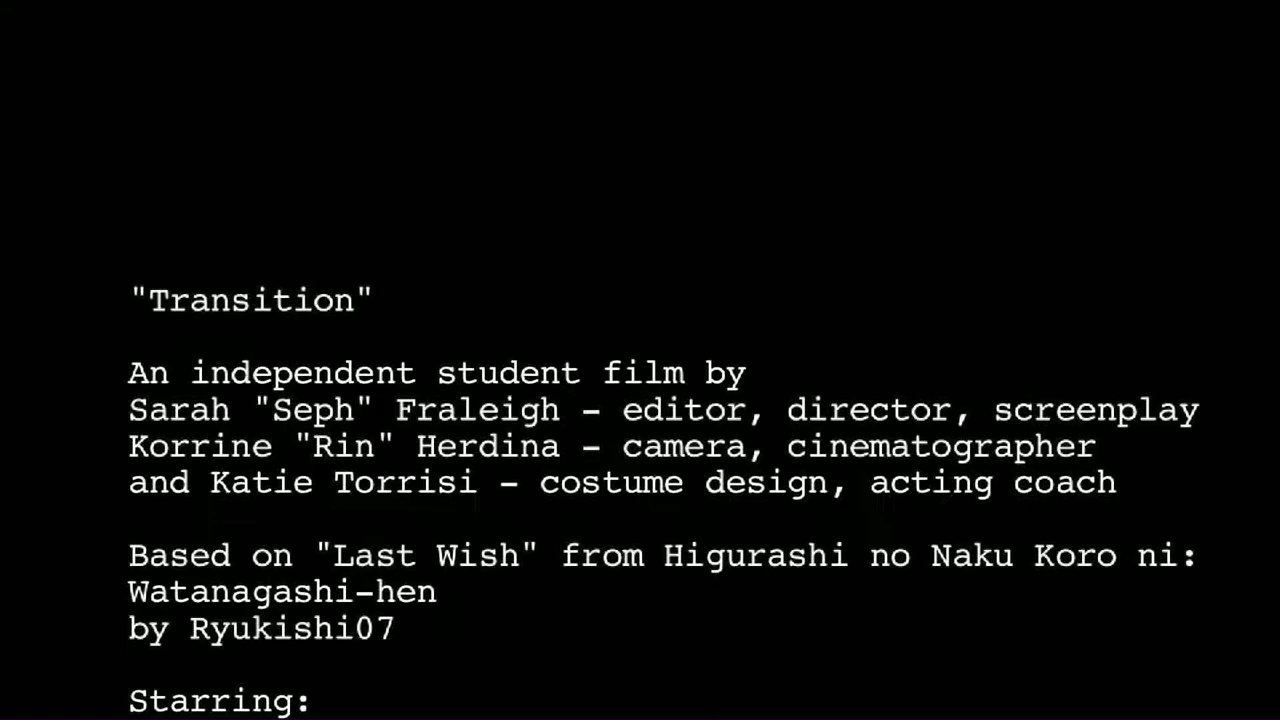 "Transition"
An independent student film by
Sarah "Seph" Fraleigh - editor, director, screenplay
Korrine "Rin" Herdina - camera, cinematographer
and Katie Torrisi - costume design, acting coach
Based on "Last Wish" from Higurashi no Naku Koro ni:
Watanagashi-hen
by Ryukishi07
Starring: